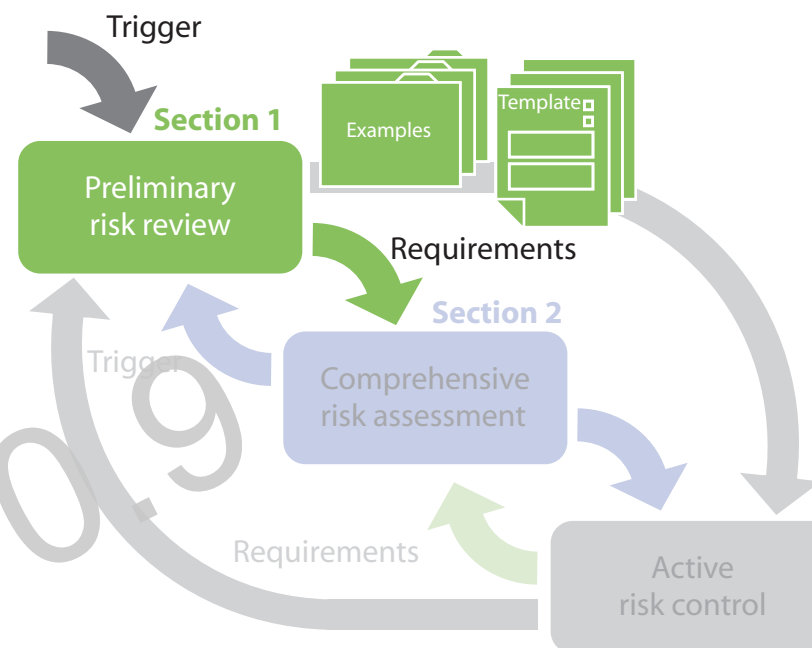 Trigger
Section 1
Examples
Template
Preliminary
risk review
Requirements
Section 2
Trigger
Comprehensive
risk assessment
0.9
Requirements
Active
risk control